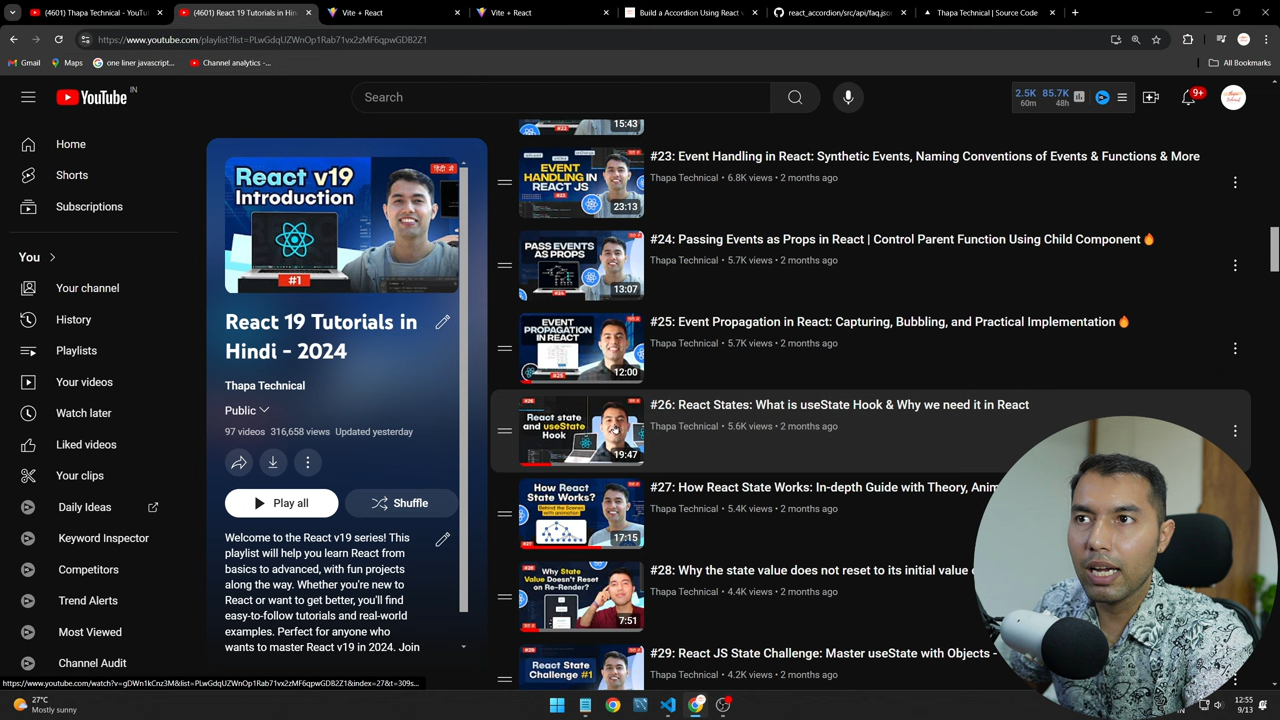 (4601) Thapa Technical - YouTu
(4601) React 19 Tutorials in Hin
Vite + React
Vite + React
Build a Accordion Using React v
react_accordion/src/api/faq.json
Thapa Technical | Source Code
https://www.youtube.com/playlist?list=PLwGdqUZWnOp1Rab71vx2zMF6qpwGDB2Z1
Gmail
Maps
one liner javascript...
Channel analytics -...
All Bookmarks
YouTube IN
Search
2.5K 85.7K
60m 48h
9+
Home
Shorts
Subscriptions
You
Your channel
History
Playlists
Your videos
Watch later
Liked videos
Your clips
Daily Ideas
Keyword Inspector
Competitors
Trend Alerts
Most Viewed
Channel Audit
React v19
Introduction
हिंदी में
#1
React 19 Tutorials in
Hindi - 2024
Thapa Technical
Public
97 videos 316,658 views Updated yesterday
Play all
Shuffle
Welcome to the React v19 series! This
playlist will help you learn React from
basics to advanced, with fun projects
along the way. Whether you're new to
React or want to get better, you'll find
easy-to-follow tutorials and real-world
examples. Perfect for anyone who
wants to master React v19 in 2024. Join
15:43
EVENT
HANDLING IN
REACT JS
23:13
#23: Event Handling in React: Synthetic Events, Naming Conventions of Events & Functions & More
Thapa Technical • 6.8K views • 2 months ago
PASS EVENTS
AS PROPS
13:07
#24: Passing Events as Props in React | Control Parent Function Using Child Component 🔥
Thapa Technical • 5.7K views • 2 months ago
EVENT
PROPAGATION
IN REACT
12:00
#25: Event Propagation in React: Capturing, Bubbling, and Practical Implementation 🔥
Thapa Technical • 5.7K views • 2 months ago
React state
and useState
Hook
19:47
#26: React States: What is useState Hook & Why we need it in React
Thapa Technical • 5.6K views • 2 months ago
How React
State Works?
17:15
#27: How React State Works: In-depth Guide with Theory, Anim
Thapa Technical • 5.4K views • 2 months ago
Why State
Value Doesn't Reset
on Re-Render?
7:51
#28: Why the state value does not reset to its initial value
Thapa Technical • 4.4K views • 2 months ago
React State
Challenge #1
#29: React JS State Challenge: Master useState with Objects -
Thapa Technical • 4.2K views • 2 months ago
https://www.youtube.com/watch?v=gDWn1kCnz3M&list=PLwGdqUZWnOp1Rab71vx2zMF6qpwGDB2Z1&index=27&t=309s...
27°C
Mostly sunny
12:55
9/13